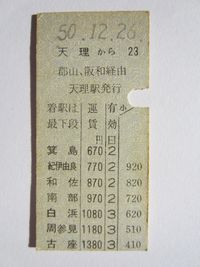 50.12.26
天理から 23
郡山、阪和経由
天理駅発行
着駅は 運 有 小
最下段 賃 効
円 日
箕島 670 2
紀伊由良 770 2 920
和佐 870 2 820
南部 970 2 720
白浜 1080 3 620
周参見 1180 3 510
古座 1380 3 410